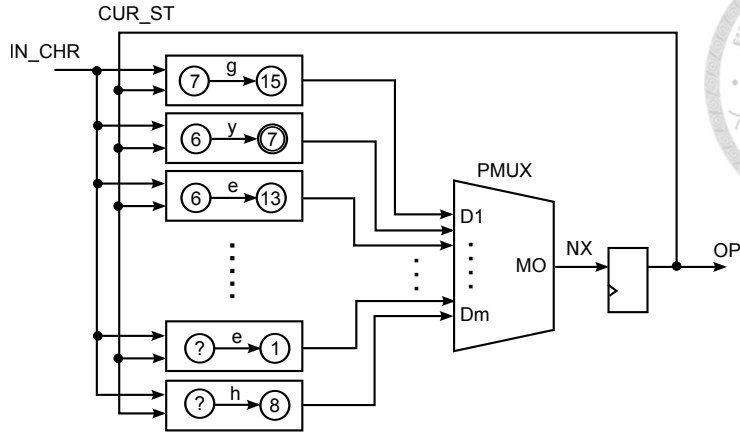 CUR_ST
IN_CHR
7 g 15
6 y 7
6 e 13
? e 1
? h 8
PMUX
D1
MO
Dm
NX
OP